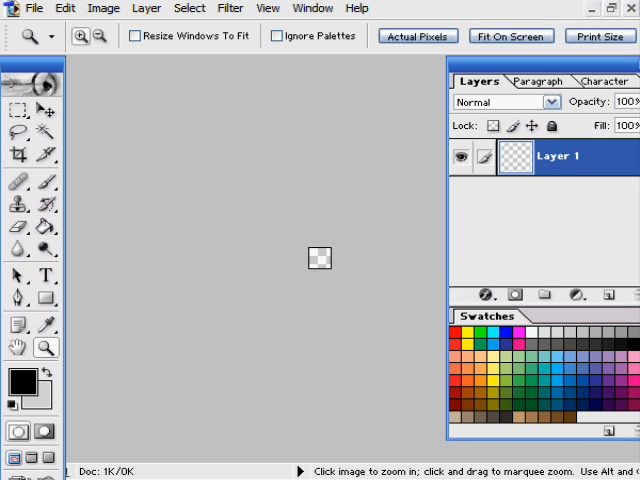 File Edit Image Layer Select Filter View Window Help
Resize Windows To Fit Ignore Palettes Actual Pixels Fit On Screen Print Size
Layers Paragraph Character
Normal Opacity: 100%
Lock: Fill: 100%
Layer 1
T
Swatches
Doc: 1K/0K Click image to zoom in; click and drag to marquee zoom. Use Alt and